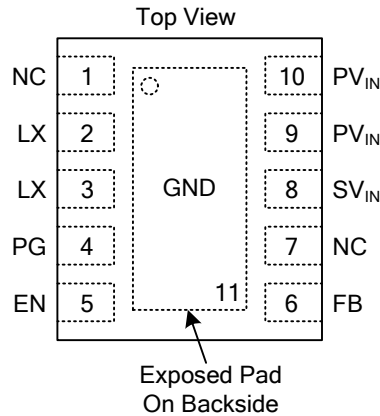 Top View
NC 1 10 PVIN
LX 2 9 PVIN
LX 3 GND 8 SVIN
PG 4 7 NC
EN 5 11 6 FB
Exposed Pad
On Backside